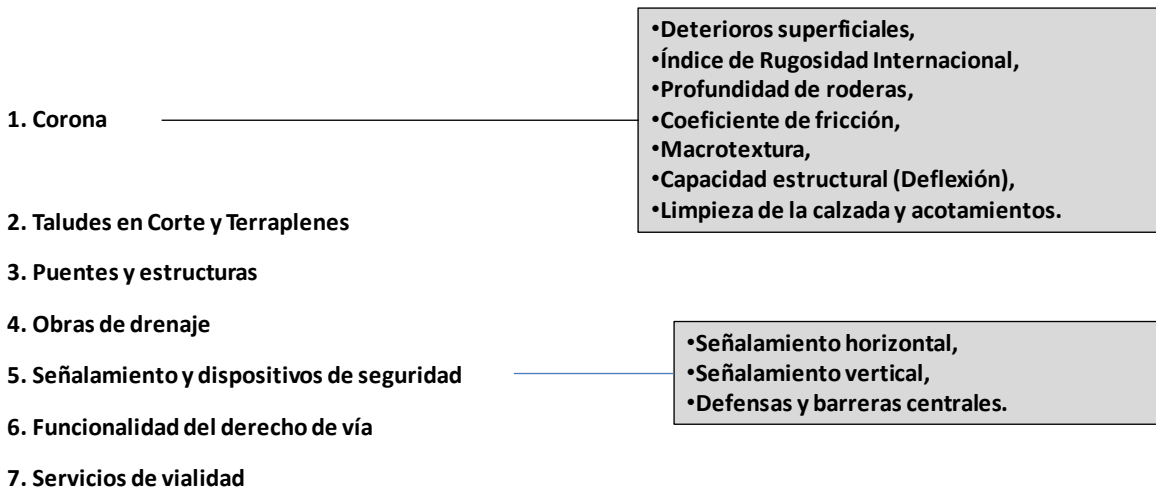 1. Corona
•Deterioros superficiales,
•Índice de Rugosidad Internacional,
•Profundidad de roderas,
•Coeficiente de fricción,
•Macrotextura,
•Capacidad estructural (Deflexión),
•Limpieza de la calzada y acotamientos.
2. Taludes en Corte y Terraplenes
3. Puentes y estructuras
4. Obras de drenaje
5. Señalamiento y dispositivos de seguridad
•Señalamiento horizontal,
•Señalamiento vertical,
•Defensas y barreras centrales.
6. Funcionalidad del derecho de vía
7. Servicios de vialidad